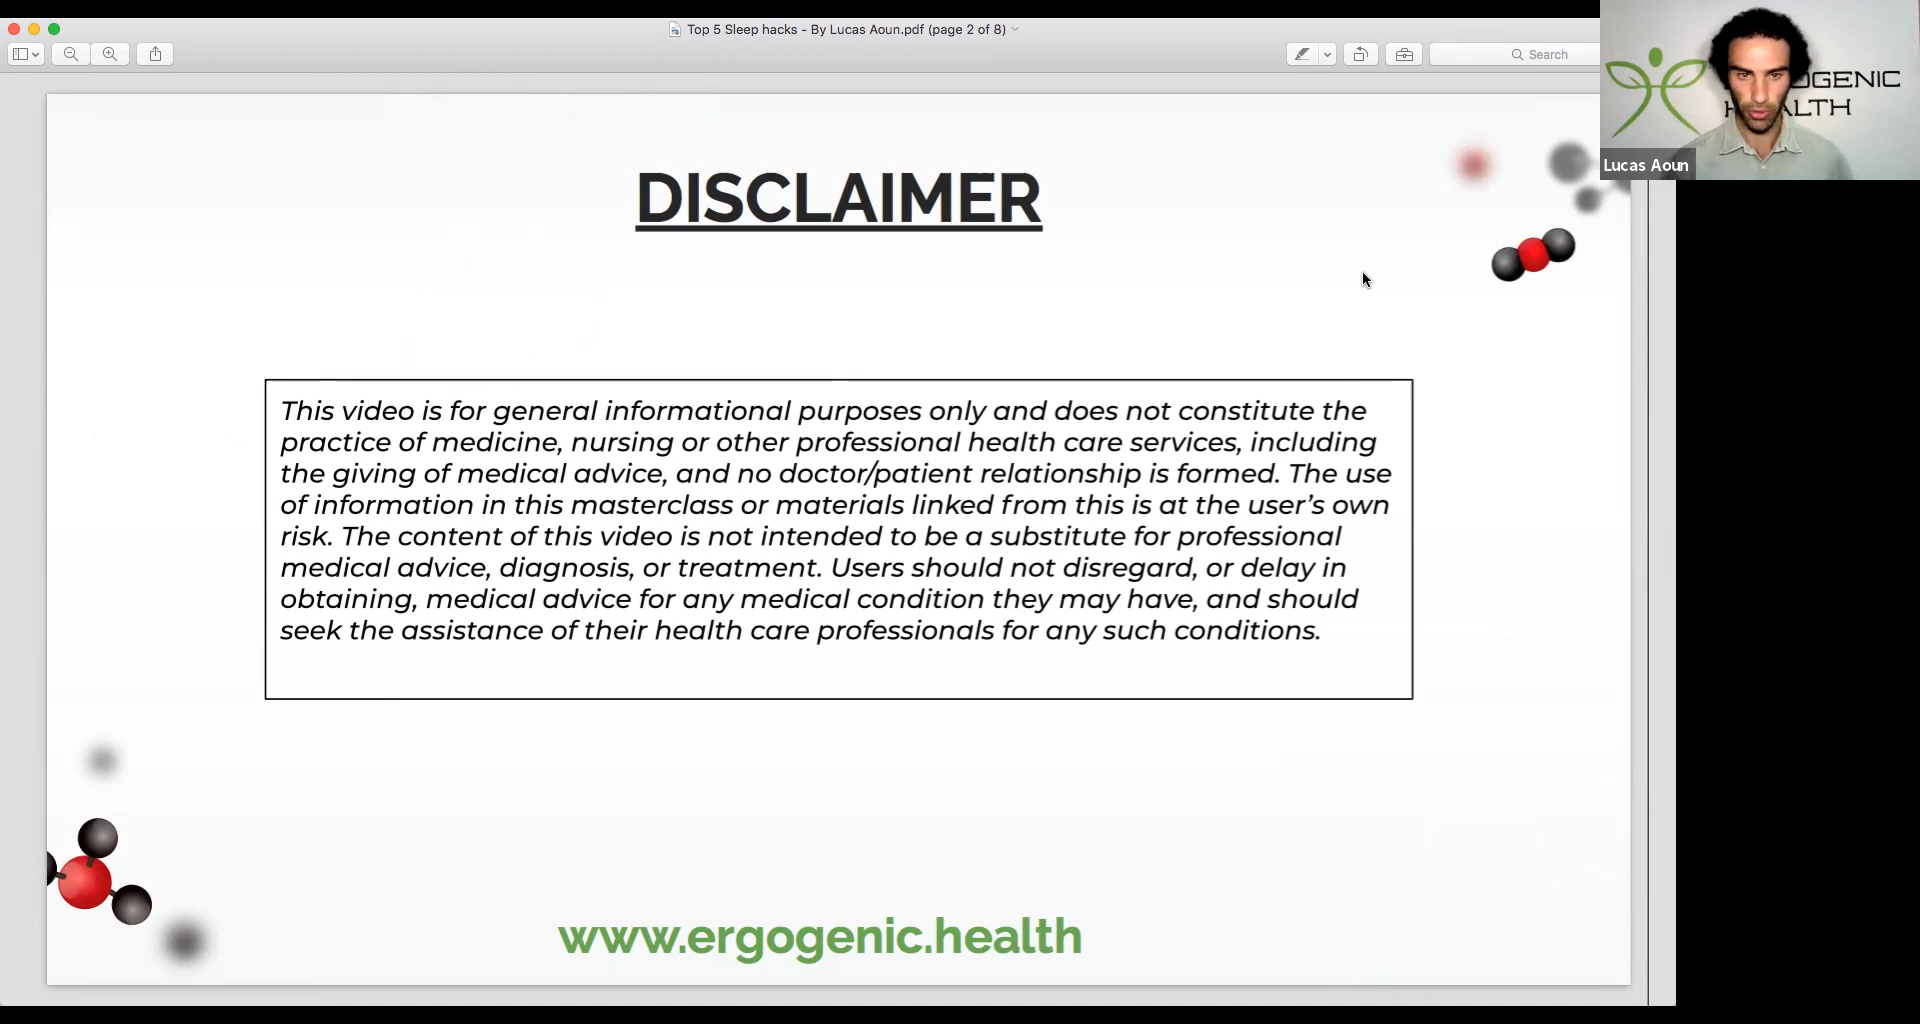 Top 5 Sleep hacks - By Lucas Aoun.pdf (page 2 of 8)
Search
OGENIC
LTH
Lucas Aoun
DISCLAIMER
This video is for general informational purposes only and does not constitute the
practice of medicine, nursing or other professional health care services, including
the giving of medical advice, and no doctor/patient relationship is formed. The use
of information in this masterclass or materials linked from this is at the user’s own
risk. The content of this video is not intended to be a substitute for professional
medical advice, diagnosis, or treatment. Users should not disregard, or delay in
obtaining, medical advice for any medical condition they may have, and should
seek the assistance of their health care professionals for any such conditions.
www.ergogenic.health